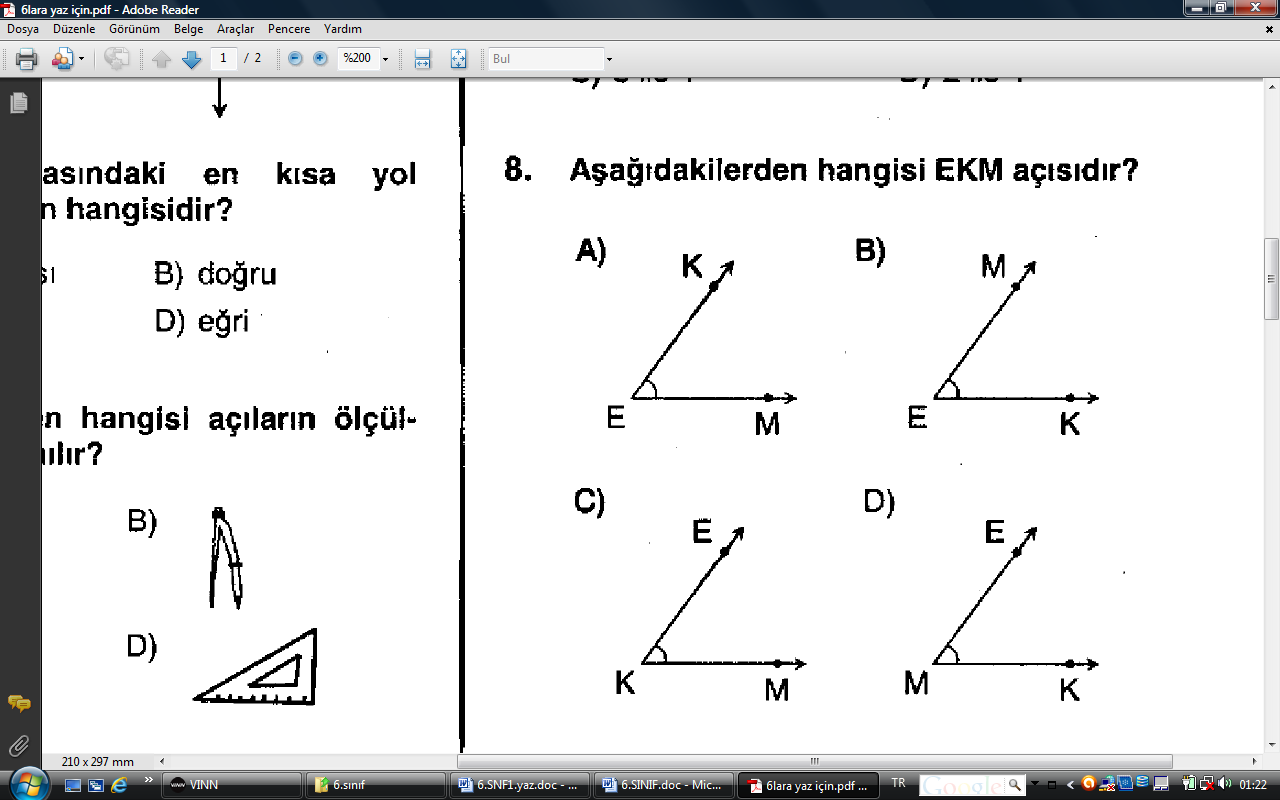 6lara yaz için.pdf - Adobe Reader
Dosya Düzenle Görünüm Belge Araçlar Pencere Yardım
1 / 2 %200 Bul
asındaki en kısa yol
n hangisidir?
B) doğru
D) eğri
en hangisi açıların ölçül-
ılır?
B)
D)
8. Aşağıdakilerden hangisi EKM açısıdır?
A)
K
E
M
B)
M
E
K
C)
E
K
M
D)
E
M
K
210 x 297 mm
VINN
6.sınıf
6.SNF1.yaz.doc - ...
6.SINIF.doc - Mic...
6lara yaz için.pdf ...
TR
Google
01:22